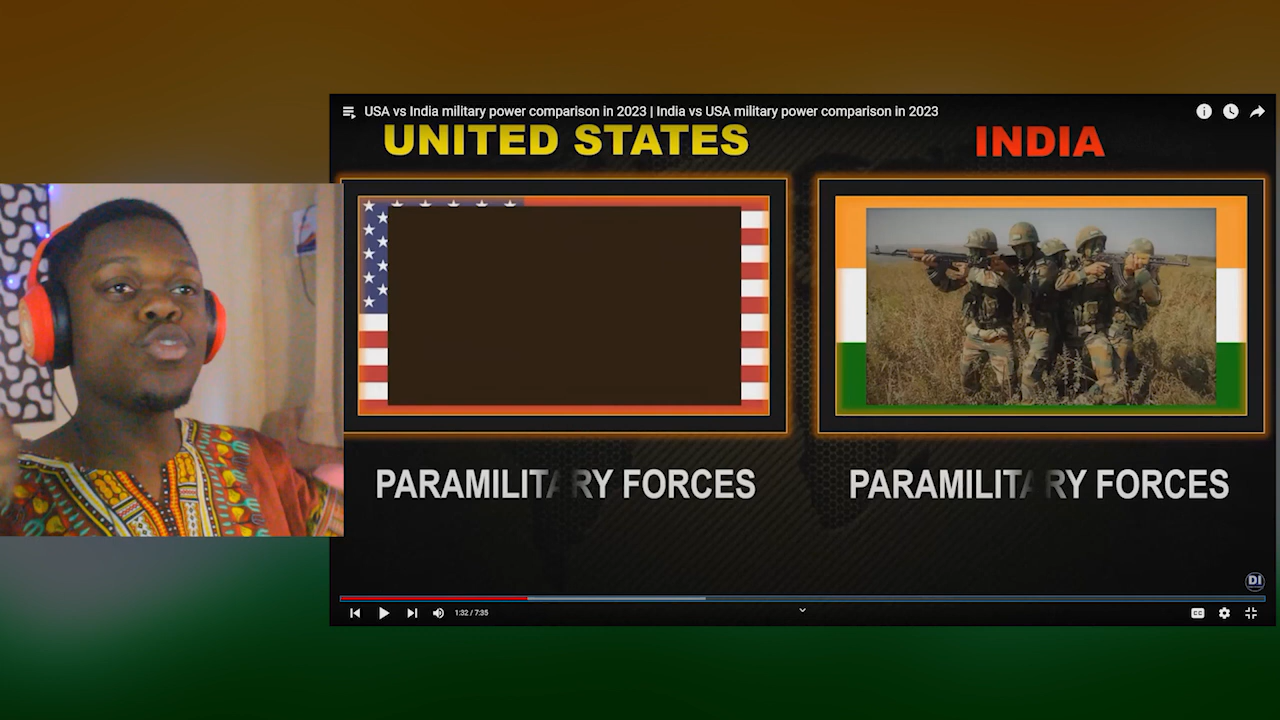 USA vs India military power comparison in 2023 | India vs USA military power comparison in 2023
UNITED STATES
INDIA
PARAMILITARY FORCES
PARAMILITARY FORCES
DI
1:32 / 7:35
CC